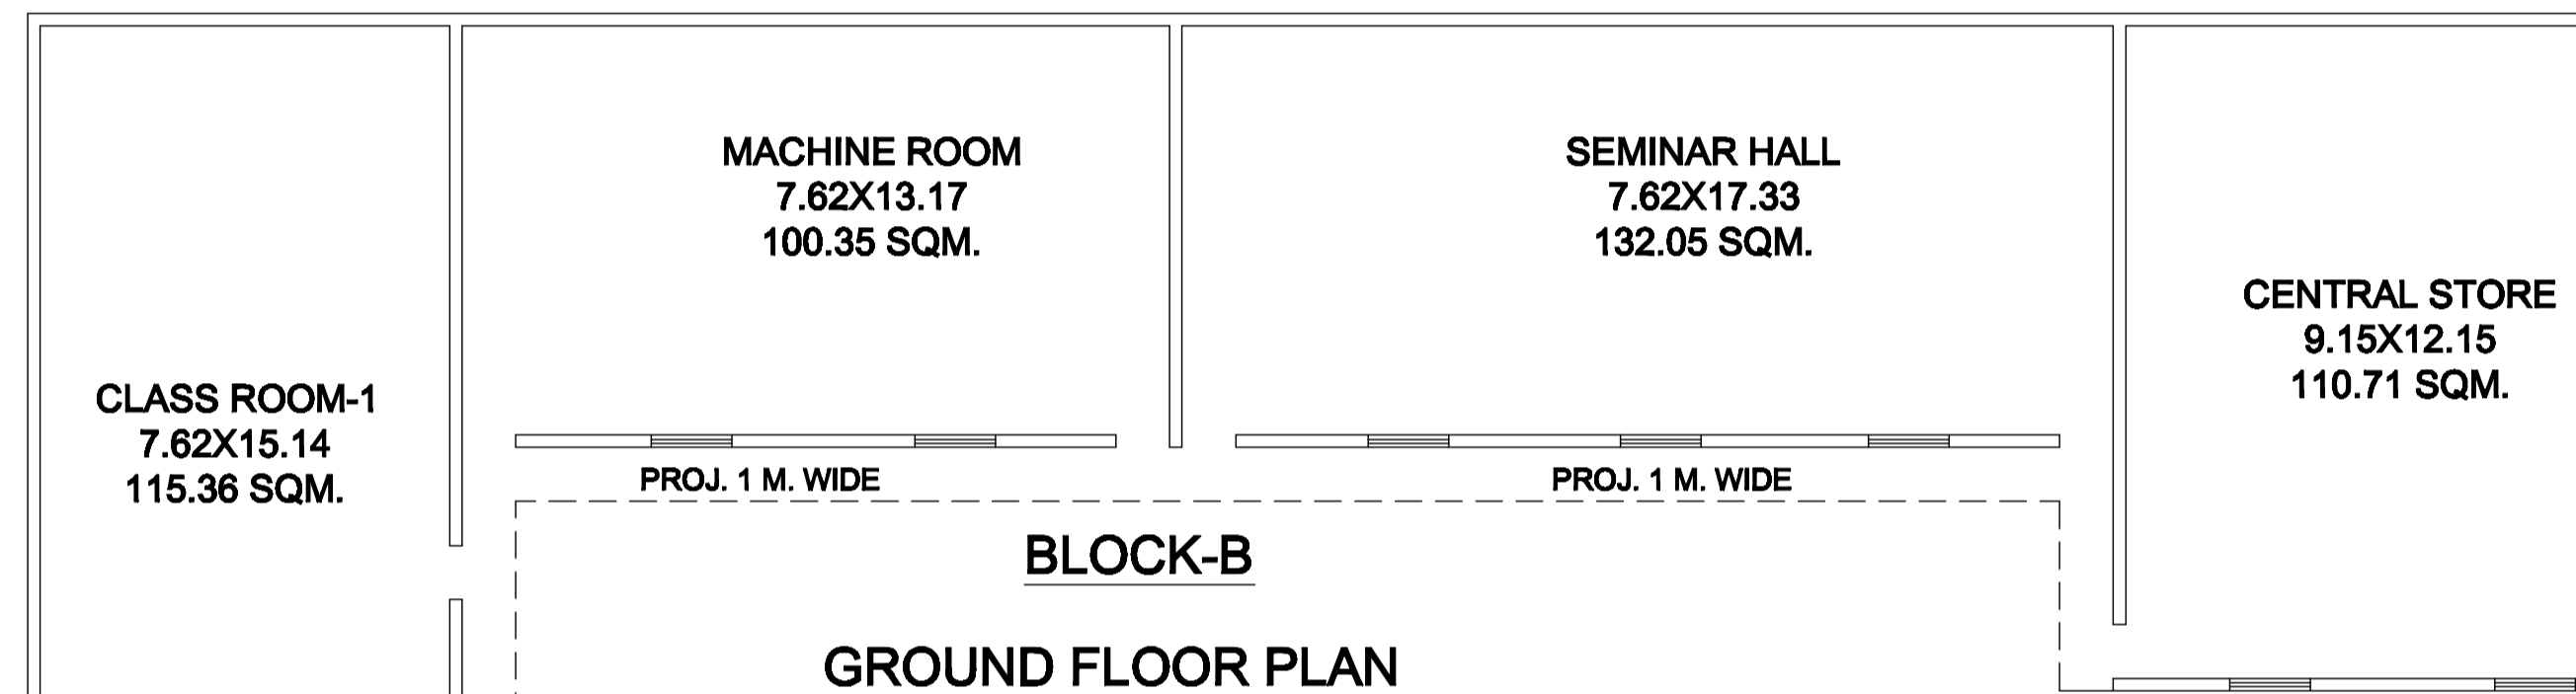 MACHINE ROOM
7.62X13.17
100.35 SQM.
SEMINAR HALL
7.62X17.33
132.05 SQM.
CENTRAL STORE
9.15X12.15
110.71 SQM.
CLASS ROOM-1
7.62X15.14
115.36 SQM.
PROJ. 1 M. WIDE
PROJ. 1 M. WIDE
BLOCK-B
GROUND FLOOR PLAN